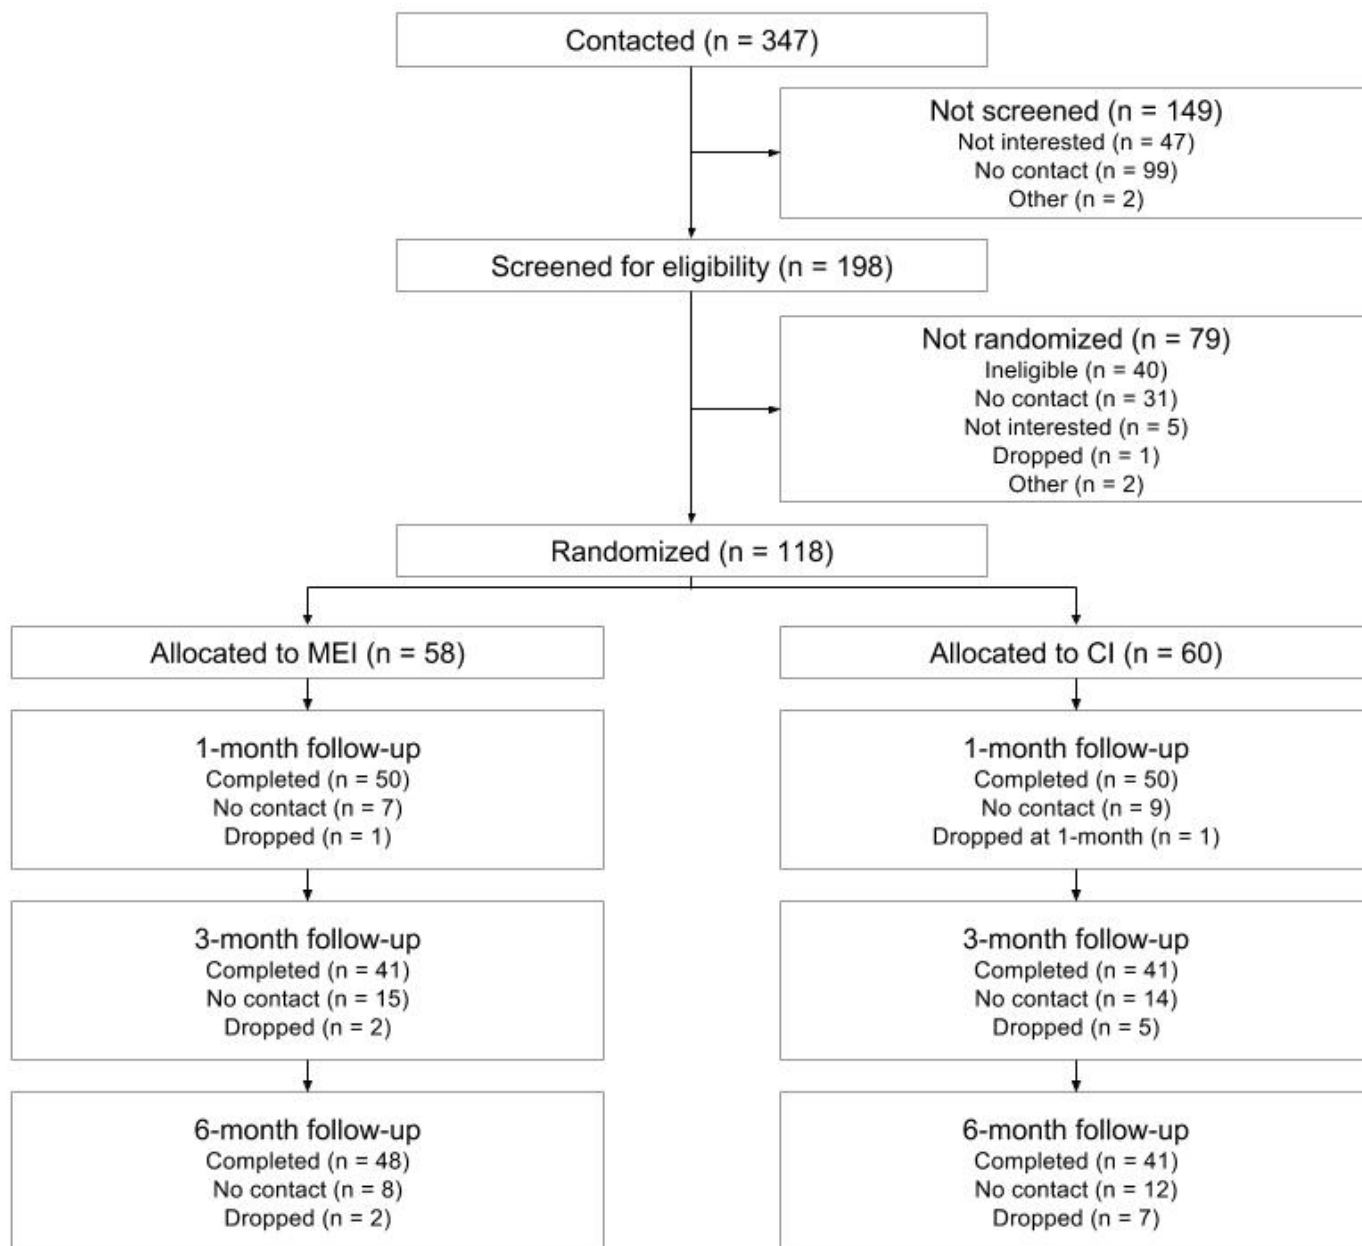 Contacted (n = 347)
Not screened (n = 149)
Not interested (n = 47)
No contact (n = 99)
Other (n = 2)
Screened for eligibility (n = 198)
Not randomized (n = 79)
Ineligible (n = 40)
No contact (n = 31)
Not interested (n = 5)
Dropped (n = 1)
Other (n = 2)
Randomized (n = 118)
Allocated to MEI (n = 58)
1-month follow-up
Completed (n = 50)
No contact (n = 7)
Dropped (n = 1)
3-month follow-up
Completed (n = 41)
No contact (n = 15)
Dropped (n = 2)
6-month follow-up
Completed (n = 48)
No contact (n = 8)
Dropped (n = 2)
Allocated to CI (n = 60)
1-month follow-up
Completed (n = 50)
No contact (n = 9)
Dropped at 1-month (n = 1)
3-month follow-up
Completed (n = 41)
No contact (n = 14)
Dropped (n = 5)
6-month follow-up
Completed (n = 41)
No contact (n = 12)
Dropped (n = 7)